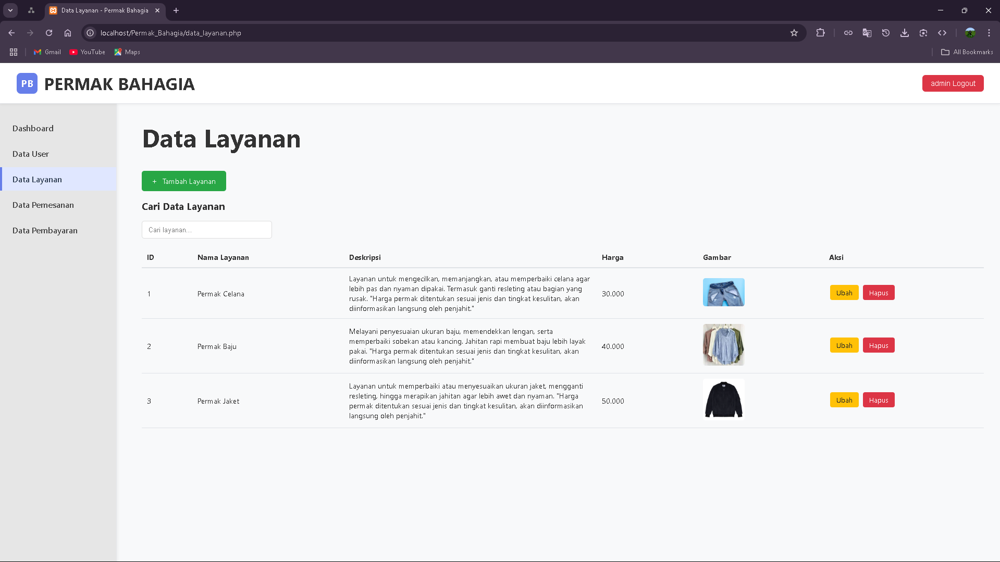 Data Layanan - Permak Bahagia
localhost/Permak_Bahagia/data_layanan.php
Gmail
YouTube
Maps
All Bookmarks
PB
PERMAK BAHAGIA
admin Logout
Dashboard
Data User
Data Layanan
Data Pemesanan
Data Pembayaran
Data Layanan
+ Tambah Layanan
Cari Data Layanan
Cari layanan...
ID Nama Layanan Deskripsi Harga Gambar Aksi
Layanan untuk mengecilkan, memanjangkan, atau memperbaiki celana agar
lebih pas dan nyaman dipakai. Termasuk ganti resleting atau bagian yang
1 Permak Celana 30.000 Ubah Hapus
rusak. "Harga permak ditentukan sesuai jenis dan tingkat kesulitan, akan
diinformasikan langsung oleh penjahit."
Melayani penyesuaian ukuran baju, memendekkan lengan, serta
memperbaiki sobekan atau kancing. Jahitan rapi membuat baju lebih layak
2 Permak Baju 40.000 Ubah Hapus
pakai. "Harga permak ditentukan sesuai jenis dan tingkat kesulitan, akan
diinformasikan langsung oleh penjahit."
Layanan untuk memperbaiki atau menyesuaikan ukuran jaket, mengganti
resleting, hingga merapikan jahitan agar lebih awet dan nyaman. "Harga
3 Permak Jaket 50.000 Ubah Hapus
permak ditentukan sesuai jenis dan tingkat kesulitan, akan diinformasikan
langsung oleh penjahit."